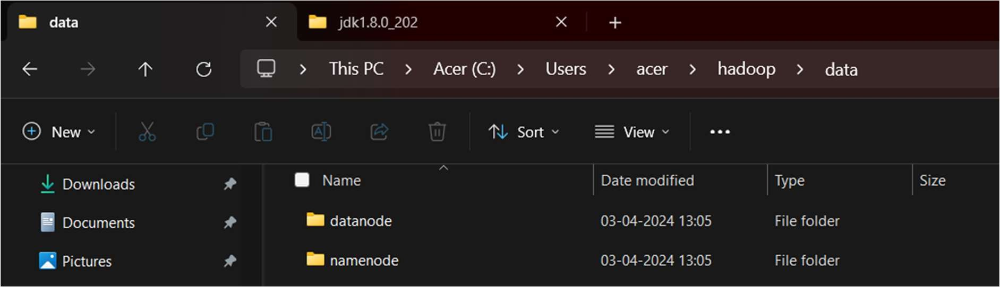 data jdk1.8.0_202
This PC Acer (C:) Users acer hadoop data
New Sort View
Downloads
Documents
Pictures
Name Date modified Type Size
datanode 03-04-2024 13:05 File folder
namenode 03-04-2024 13:05 File folder